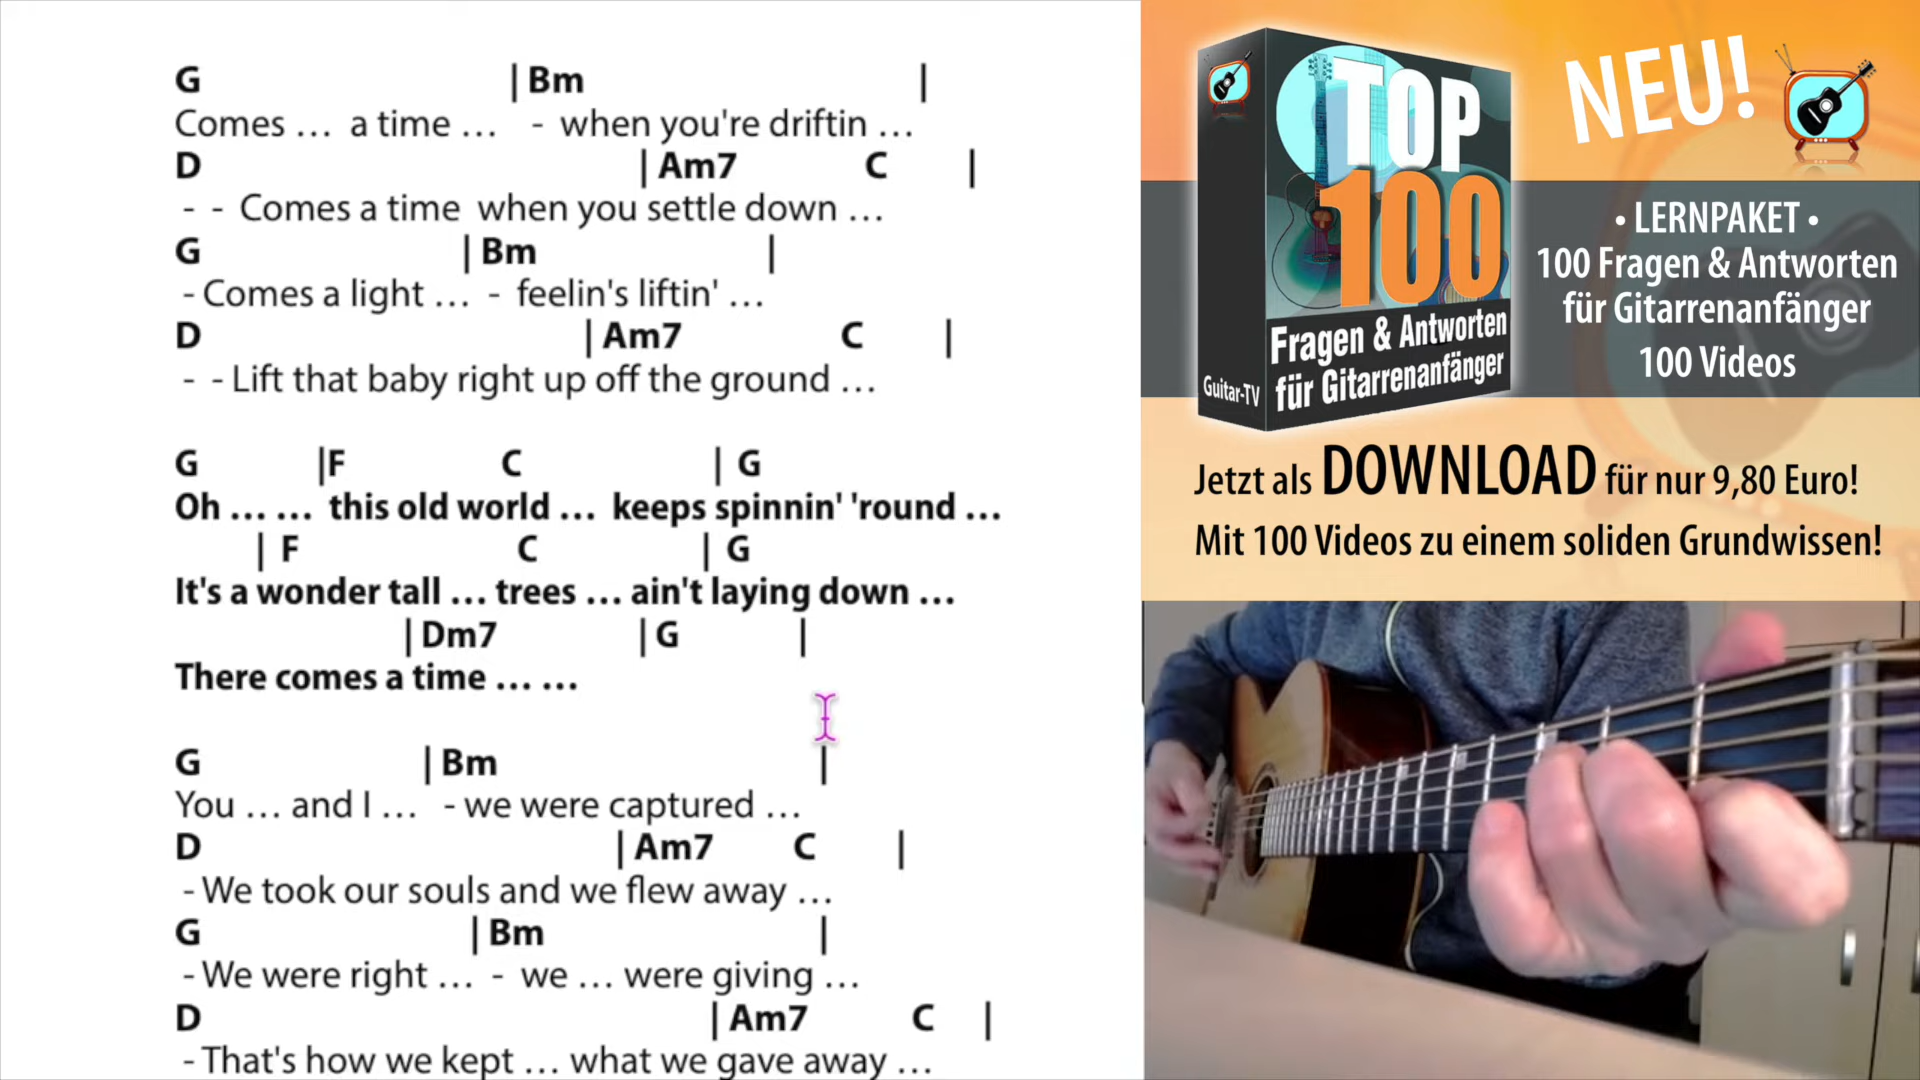 G | Bm |
Comes … a time … - when you're driftin …
D | Am7 C |
- - Comes a time when you settle down …
G | Bm |
- Comes a light … - feelin's liftin' …
D | Am7 C |
- - Lift that baby right up off the ground …
G |F C | G
Oh … … this old world … keeps spinnin' 'round …
| F C | G
It's a wonder tall … trees … ain't laying down …
| Dm7 | G |
There comes a time … …
G | Bm |
You … and I … - we were captured …
D | Am7 C |
- We took our souls and we flew away …
G | Bm |
- We were right … - we … were giving …
D | Am7 C |
- That's how we kept … what we gave away …
TOP
100
Fragen & Antworten
für Gitarrenanfänger
Guitar-TV
NEU!
• LERNPAKET •
100 Fragen & Antworten
für Gitarrenanfänger
100 Videos
Jetzt als DOWNLOAD für nur 9,80 Euro!
Mit 100 Videos zu einem soliden Grundwissen!